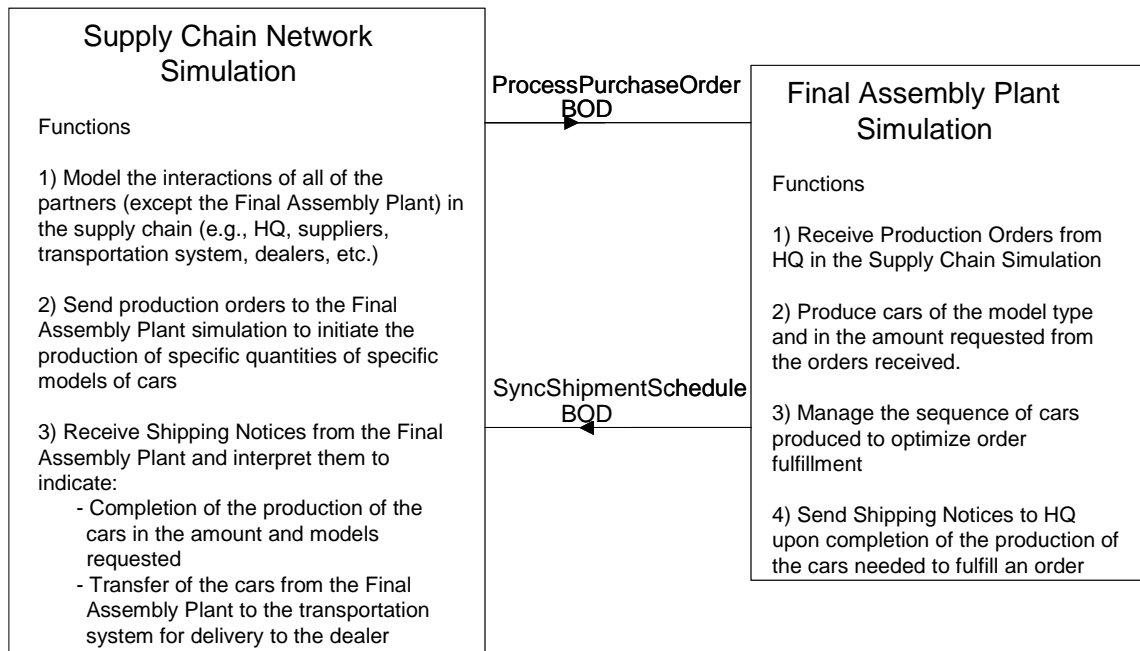 Supply Chain Network
Simulation
Functions
1) Model the interactions of all of the
partners (except the Final Assembly Plant) in
the supply chain (e.g., HQ, suppliers,
transportation system, dealers, etc.)
2) Send production orders to the Final
Assembly Plant simulation to initiate the
production of specific quantities of specific
models of cars
3) Receive Shipping Notices from the Final
Assembly Plant and interpret them to
indicate:
- Completion of the production of the
cars in the amount and models
requested
- Transfer of the cars from the Final
Assembly Plant to the transportation
system for delivery to the dealer
ProcessPurchaseOrder
BOD
SyncShipmentSchedule
BOD
Final Assembly Plant
Simulation
Functions
1) Receive Production Orders from
HQ in the Supply Chain Simulation
2) Produce cars of the model type
and in the amount requested from
the orders received.
3) Manage the sequence of cars
produced to optimize order
fulfillment
4) Send Shipping Notices to HQ
upon completion of the production of
the cars needed to fulfill an order